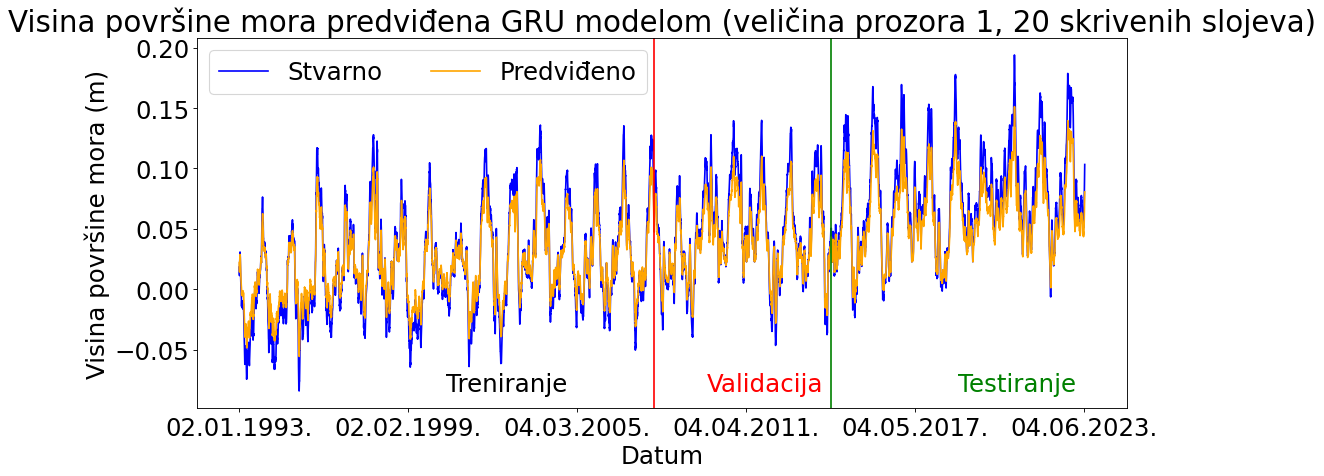 Visina površine mora predviđena GRU modelom (veličina prozora 1, 20 skrivenih slojeva)
Stvarno
Predviđeno
Visina površine mora (m)
0.20
0.15
0.10
0.05
0.00
−0.05
Treniranje
Validacija
Testiranje
02.01.1993.
02.02.1999.
04.03.2005.
04.04.2011.
04.05.2017.
04.06.2023.
Datum